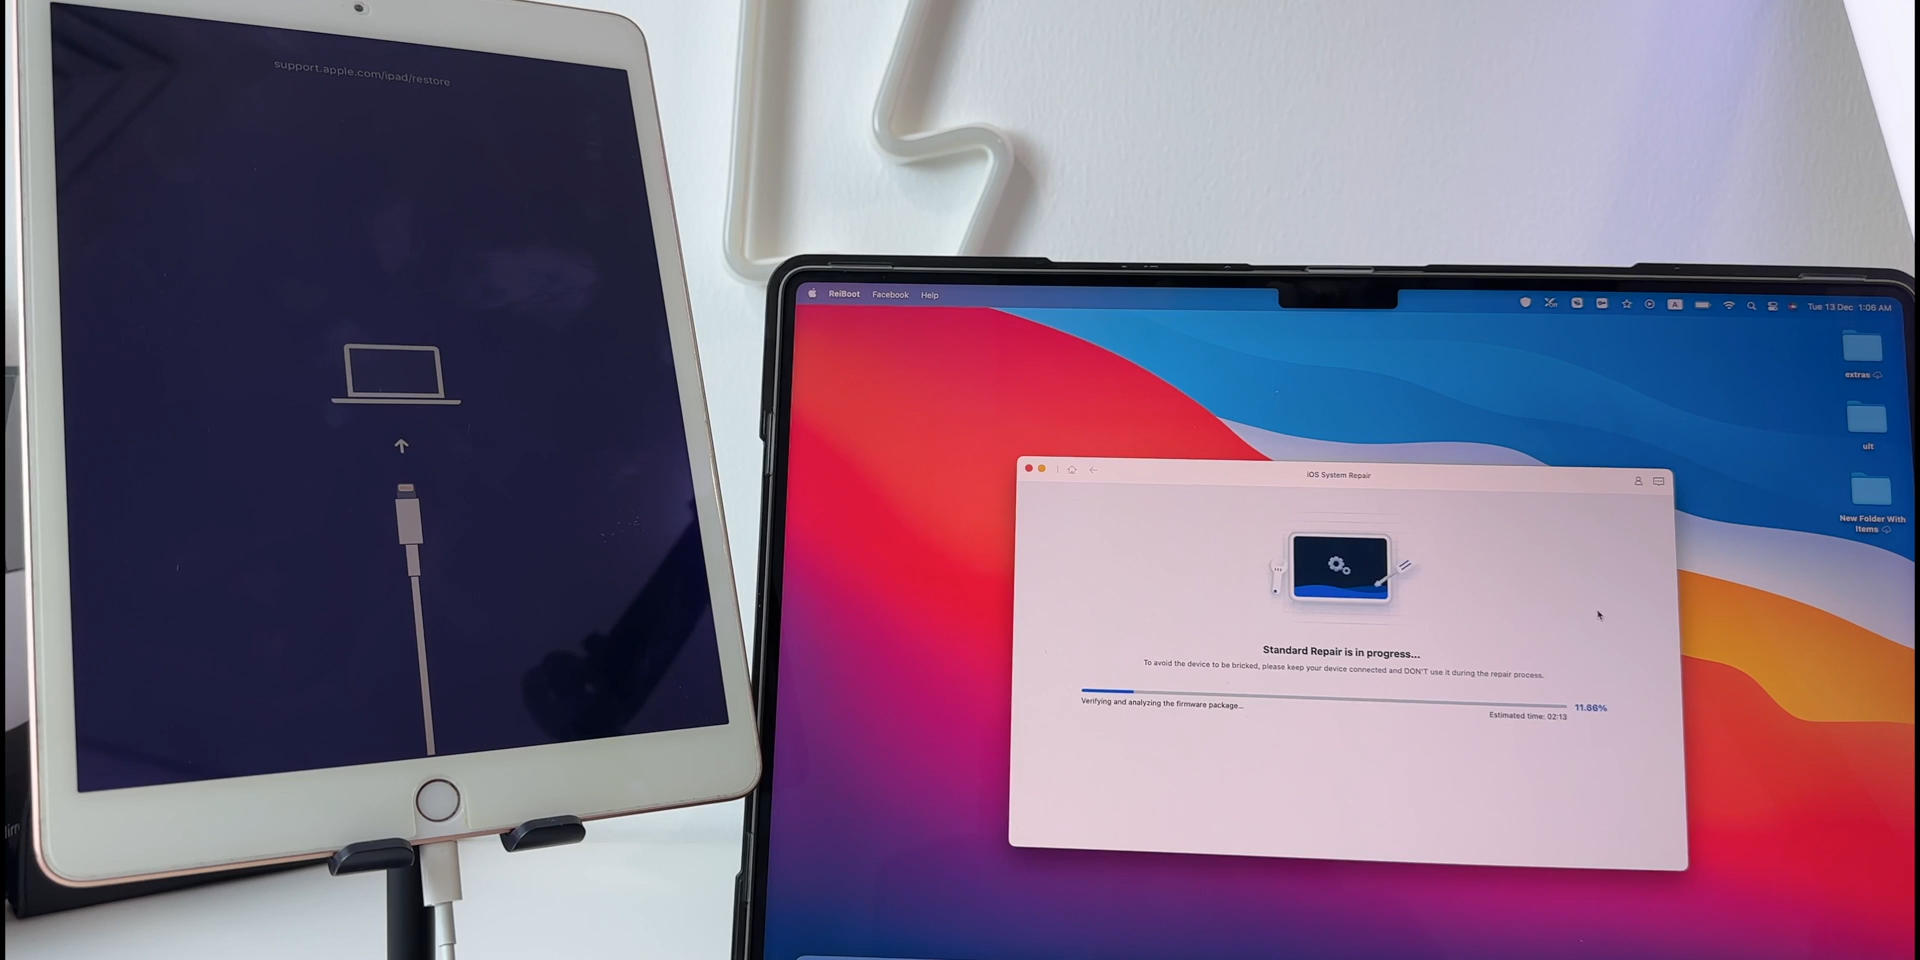 support.apple.com/ipad/restore
ReiBoot Facebook Help
A
Tue 13 Dec 1:06 AM
extras
ult
New Folder With
Items
iOS System Repair
Standard Repair is in progress...
To avoid the device to be bricked, please keep your device connected and DON'T use it during the repair process.
11.66%
Verifying and analyzing the firmware package...
Estimated time: 02:13